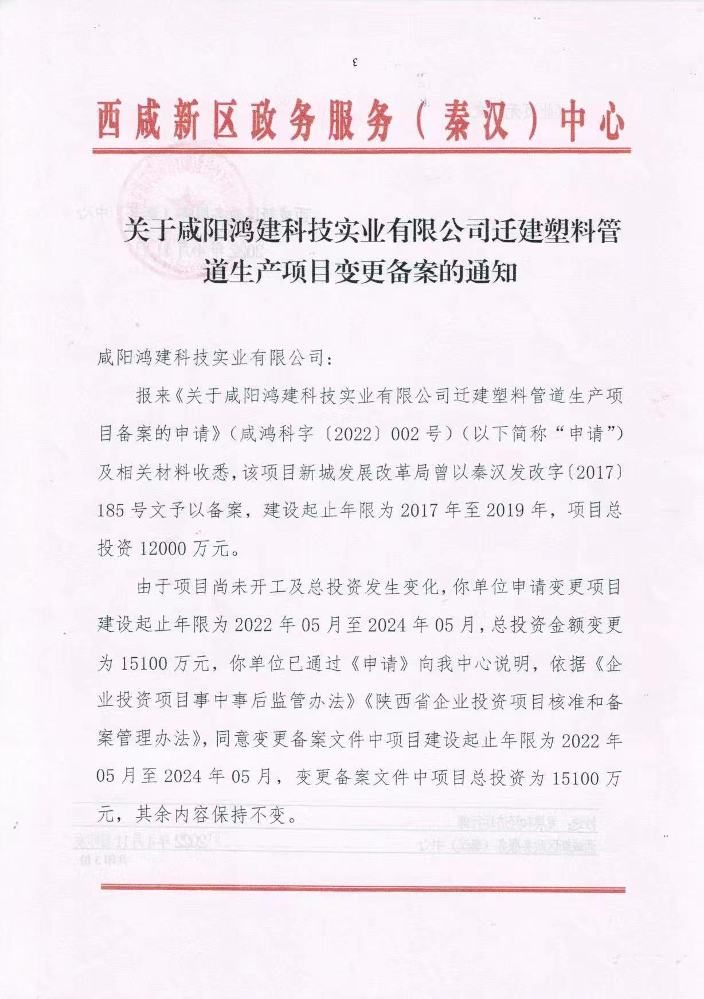 西咸新区政务服务（秦汉）中心
关于咸阳鸿建科技实业有限公司迁建塑料管
道生产项目变更备案的通知
咸阳鸿建科技实业有限公司：
报来《关于咸阳鸿建科技实业有限公司迁建塑料管道生产项
目备案的申请》（咸鸿科字〔2022〕002号）（以下简称“申请”）
及相关材料收悉，该项目新城发展改革局曾以秦汉发改字〔2017〕
185号文予以备案，建设起止年限为2017年至2019年，项目总
投资12000万元。
由于项目尚未开工及总投资发生变化，你单位申请变更项目
建设起止年限为2022年05月至2024年05月，总投资金额变更
为15100万元，你单位已通过《申请》向我中心说明，依据《企
业投资项目事中事后监管办法》《陕西省企业投资项目核准和备
案管理办法》，同意变更备案文件中项目建设起止年限为2022年
05月至2024年05月，变更备案文件中项目总投资为15100万
元，其余内容保持不变。